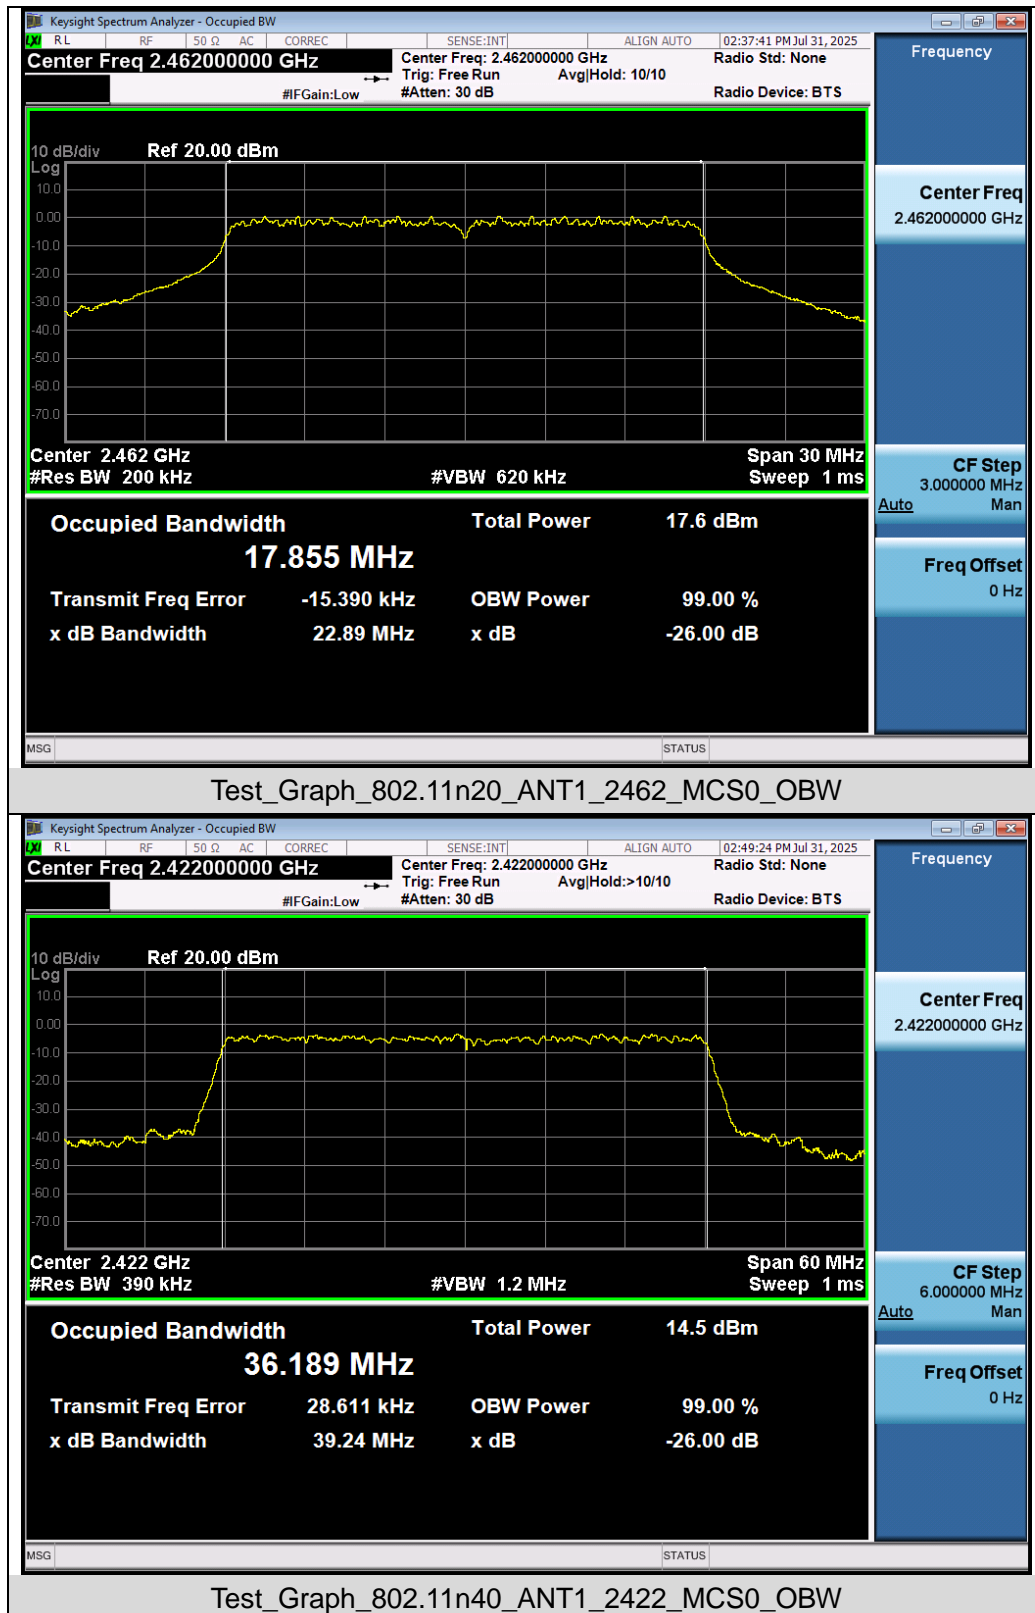 Keysight Spectrum Analyzer - Occupied BW
LXI RL RF 50 Ω AC CORREC SENSE:INT ALIGN AUTO 02:37:41 PM Jul 31, 2025
Center Freq 2.462000000 GHz
Center Freq: 2.462000000 GHz
Radio Std: None
Trig: Free Run Avg|Hold: 10/10
#IFGain:Low
#Atten: 30 dB
Radio Device: BTS
10 dB/div Ref 20.00 dBm
Log
10.0
0.00
-10.0
-20.0
-30.0
-40.0
-50.0
-60.0
-70.0
Center 2.462 GHz Span 30 MHz
#Res BW 200 kHz #VBW 620 kHz Sweep 1 ms
Occupied Bandwidth Total Power 17.6 dBm
17.855 MHz
Transmit Freq Error -15.390 kHz OBW Power 99.00 %
x dB Bandwidth 22.89 MHz x dB -26.00 dB
MSG STATUS
Frequency
Center Freq
2.462000000 GHz
CF Step
3.000000 MHz
Auto Man
Freq Offset
0 Hz
Test_Graph_802.11n20_ANT1_2462_MCS0_OBW
Keysight Spectrum Analyzer - Occupied BW
LXI RL RF 50 Ω AC CORREC SENSE:INT ALIGN AUTO 02:49:24 PM Jul 31, 2025
Center Freq 2.422000000 GHz
Center Freq: 2.422000000 GHz
Radio Std: None
Trig: Free Run Avg|Hold:>10/10
#IFGain:Low
#Atten: 30 dB
Radio Device: BTS
10 dB/div Ref 20.00 dBm
Log
10.0
0.00
-10.0
-20.0
-30.0
-40.0
-50.0
-60.0
-70.0
Center 2.422 GHz Span 60 MHz
#Res BW 390 kHz #VBW 1.2 MHz Sweep 1 ms
Occupied Bandwidth Total Power 14.5 dBm
36.189 MHz
Transmit Freq Error 28.611 kHz OBW Power 99.00 %
x dB Bandwidth 39.24 MHz x dB -26.00 dB
MSG STATUS
Frequency
Center Freq
2.422000000 GHz
CF Step
6.000000 MHz
Auto Man
Freq Offset
0 Hz
Test_Graph_802.11n40_ANT1_2422_MCS0_OBW